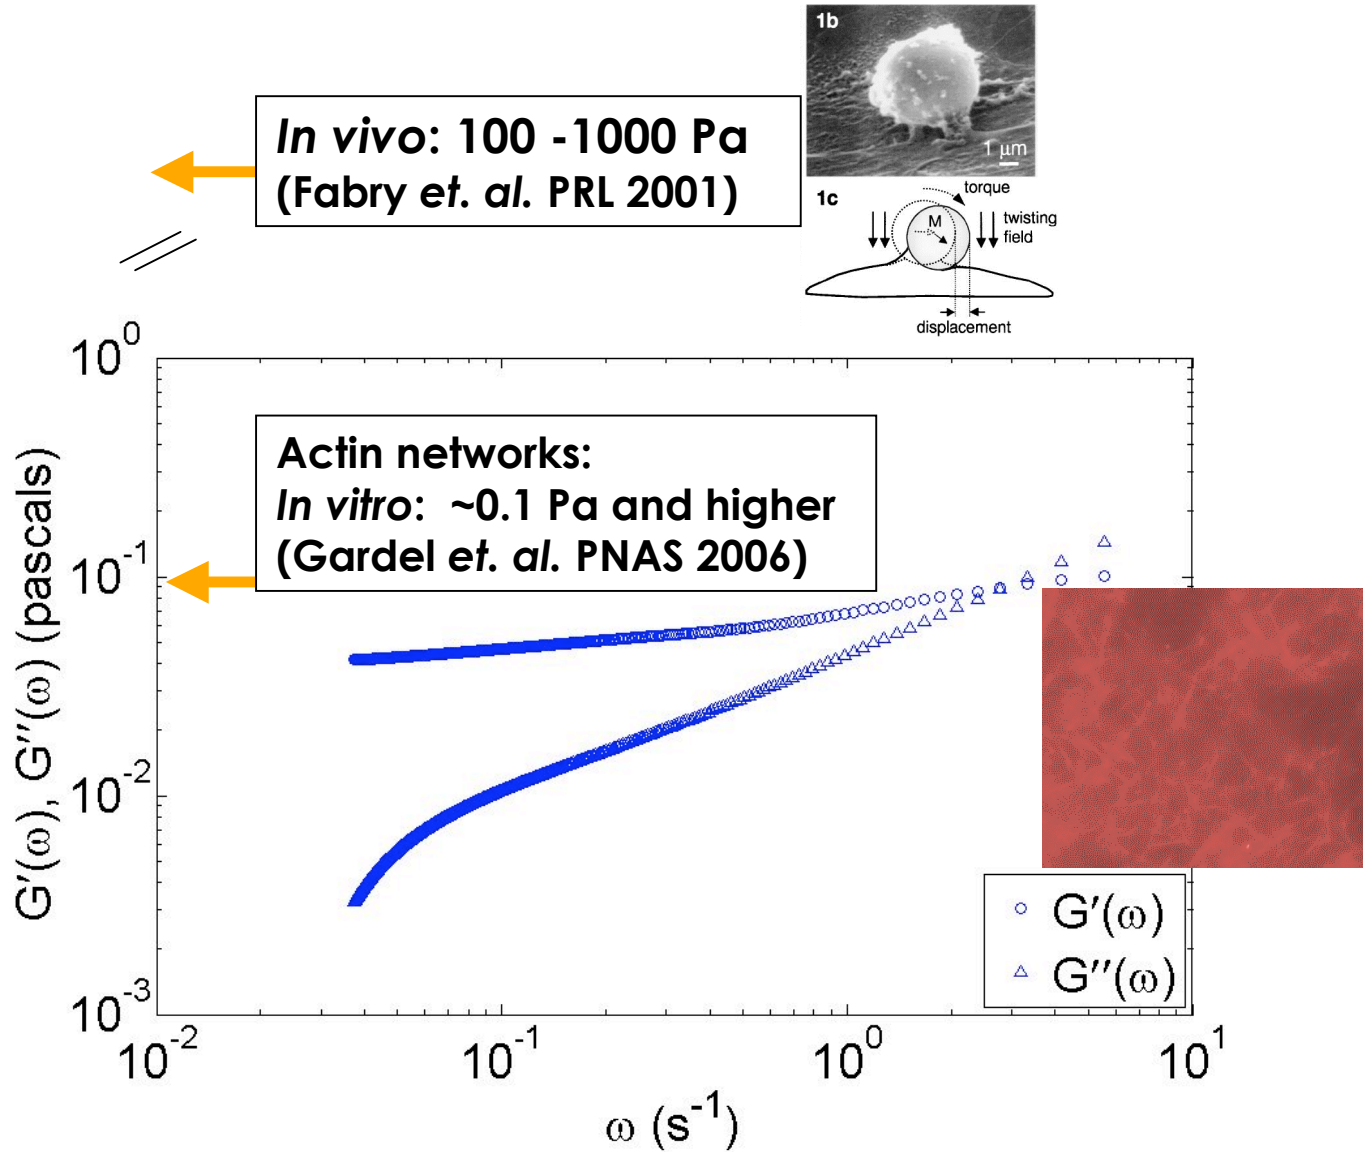 1b
In vivo: 100 -1000 Pa
(Fabry et. al. PRL 2001)
1 μm
1c
torque
M
twisting
field
displacement
10^0
10^-1
10^-2
10^-3
G'(ω), G''(ω) (pascals)
Actin networks:
In vitro: ~0.1 Pa and higher
(Gardel et. al. PNAS 2006)
G'(ω)
G''(ω)
10^-2
10^-1
10^0
10^1
ω (s^-1)